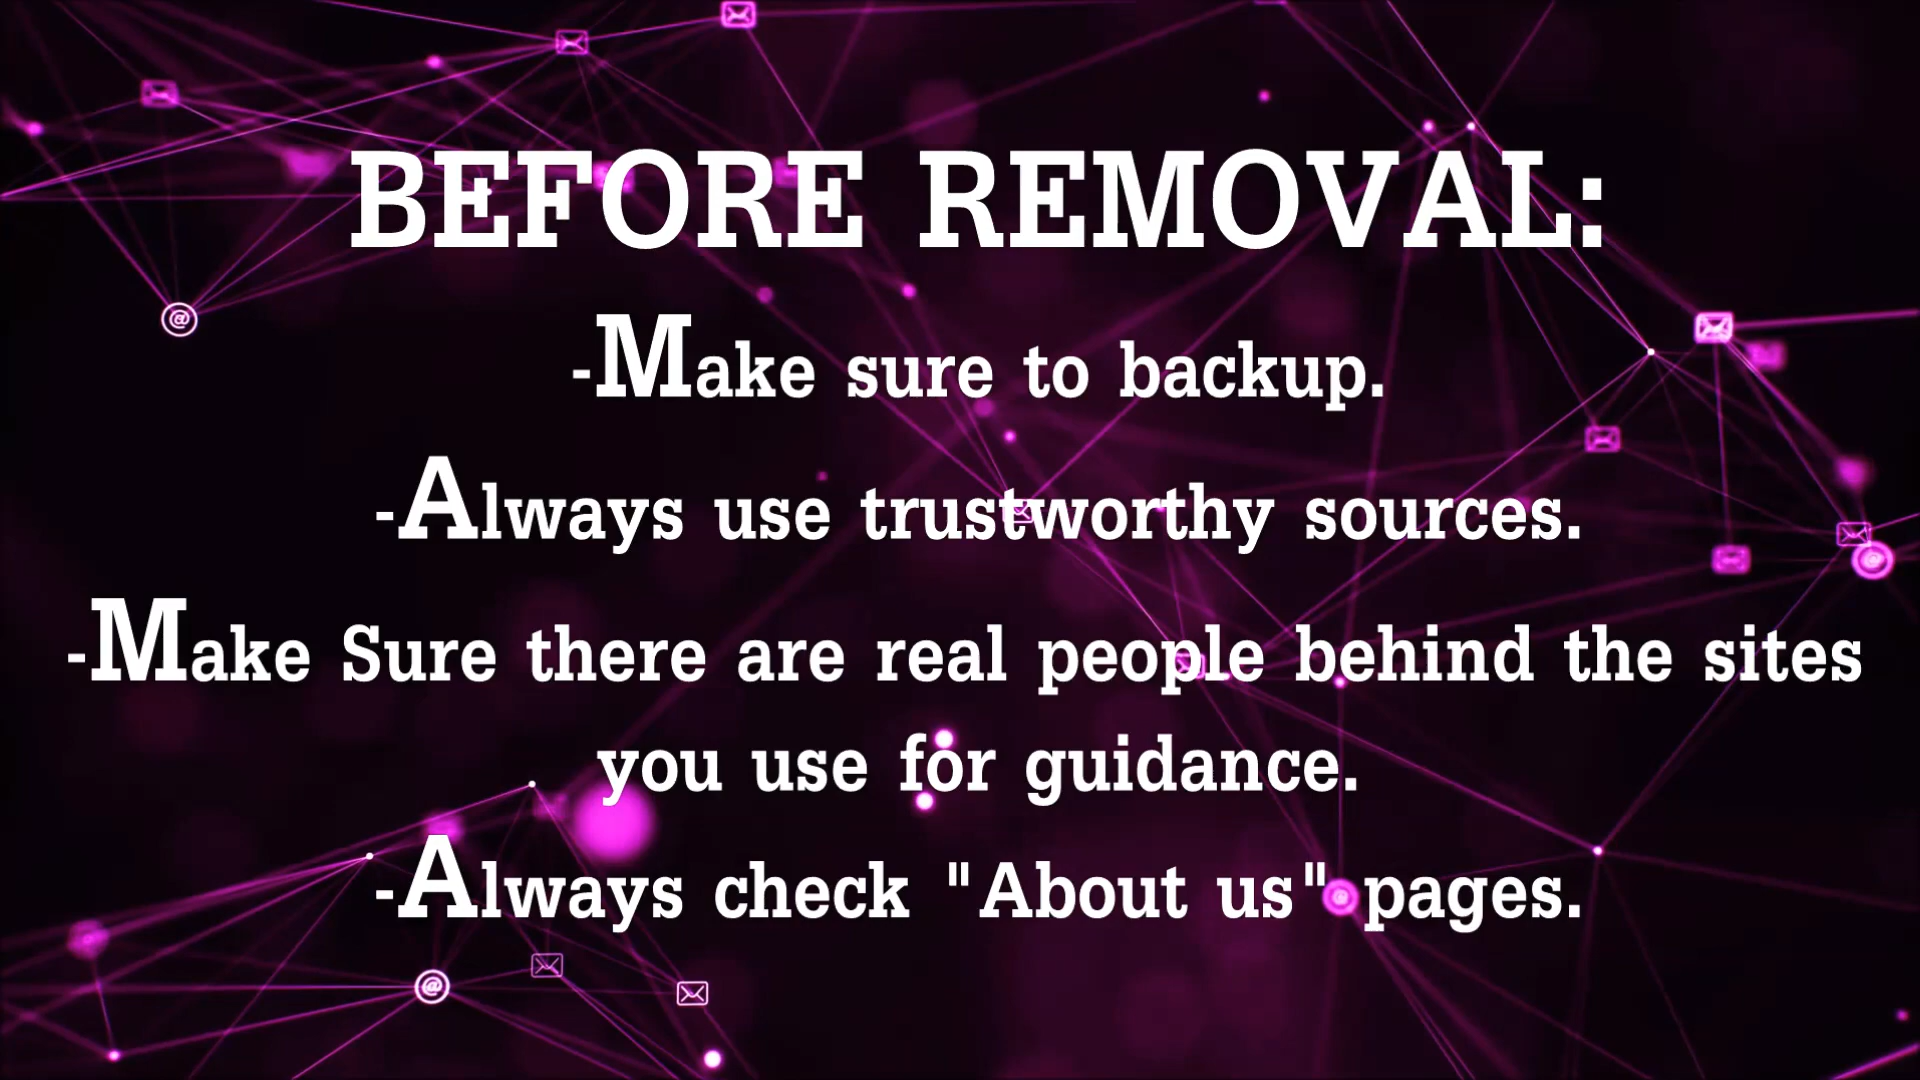 BEFORE REMOVAL:
-Make sure to backup.
-Always use trustworthy sources.
-Make Sure there are real people behind the sites
you use for guidance.
-Always check "About us" pages.